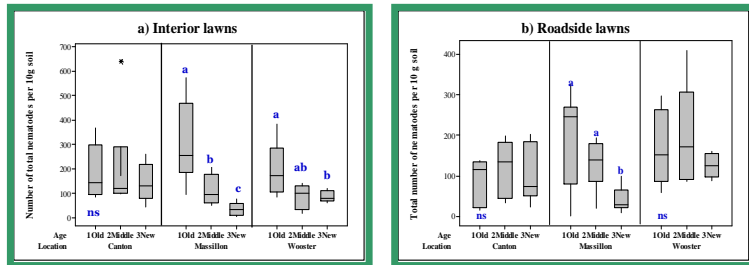 a) Interior lawns
Number of total nematodes per 10g soil
700
600
500
400
300
200
100
0
*
ns
a
b
c
a
ab
b
Age 1Old 2Middle 3New 1Old 2Middle 3New 1Old 2Middle 3New
Location Canton Massillon Wooster
b) Roadside lawns
Total number of nematodes per 10 g soil
400
300
200
100
0
ns
a
a
b
ns
Age 1Old 2Middle 3New 1Old 2Middle 3New 1Old 2Middle 3New
Location Canton Massillon Wooster